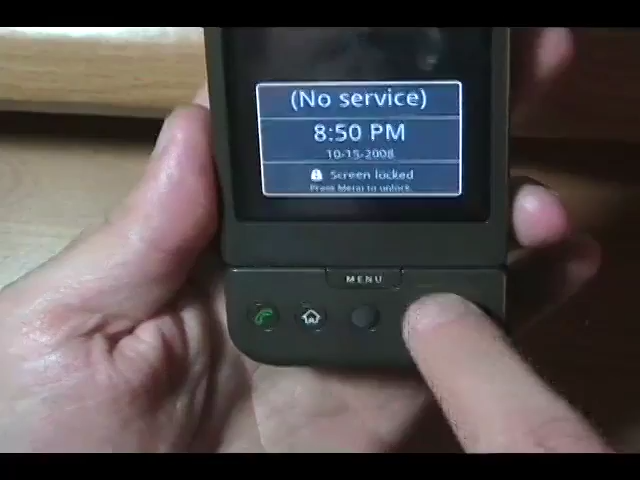 (No service)
8:50 PM
10-15-2008
Screen locked
Press Menu to unlock.
MENU